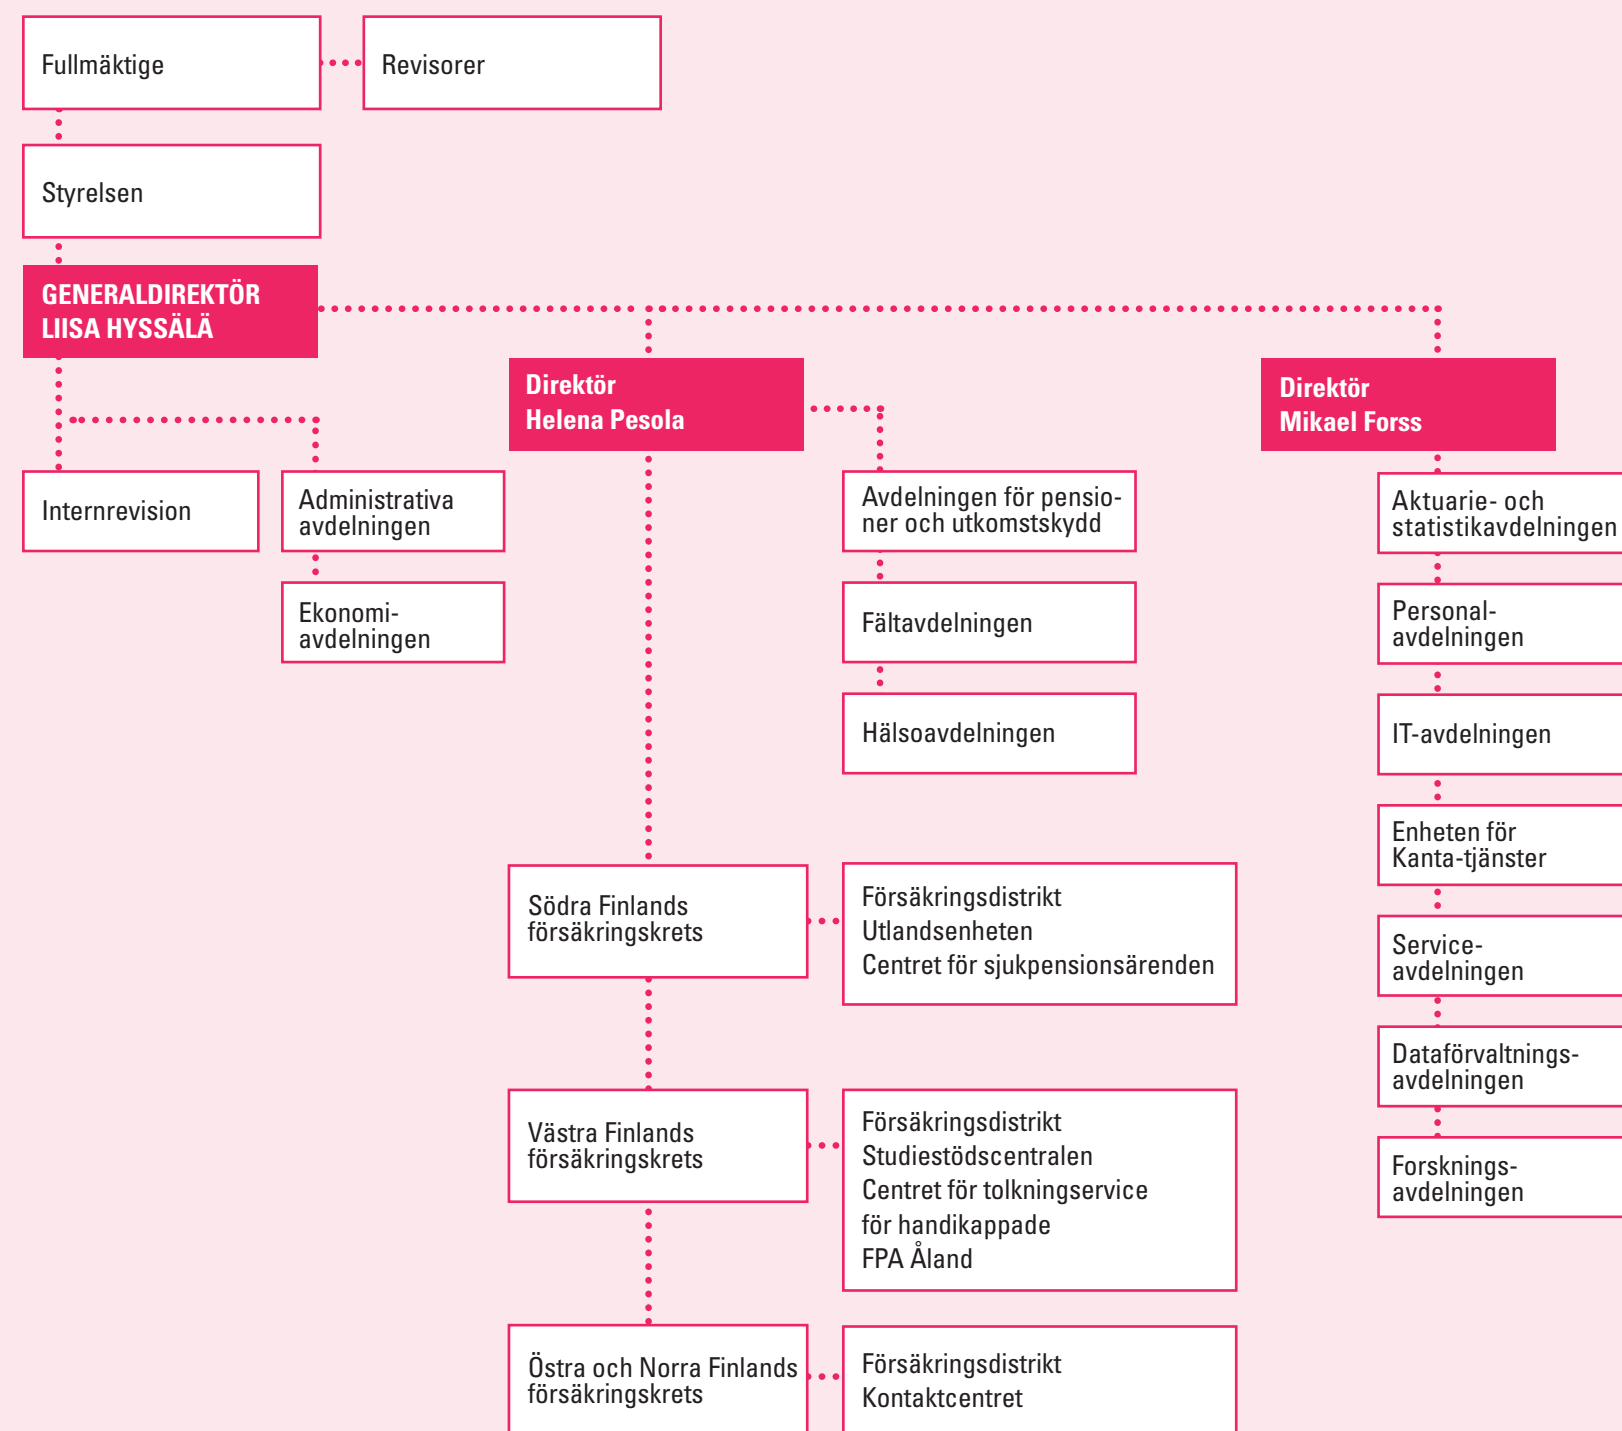 Fullmäktige
Revisorer
Styrelsen
GENERALDIREKTÖR
LIISA HYSSÄLÄ
Direktör
Helena Pesola
Direktör
Mikael Forss
Internrevision
Administrativa
avdelningen
Ekonomi-
avdelningen
Avdelningen för pensio-
ner och utkomstskydd
Fältavdelningen
Hälsoavdelningen
Södra Finlands
försäkringskrets
Försäkringsdistrikt
Utlandsenheten
Centret för sjukpensionsärenden
Västra Finlands
försäkringskrets
Försäkringsdistrikt
Studiestödscentralen
Centret för tolkningservice
för handikappade
FPA Åland
Östra och Norra Finlands
försäkringskrets
Försäkringsdistrikt
Kontaktcentret
Aktuarie- och
statistikavdelningen
Personal-
avdelningen
IT-avdelningen
Enheten för
Kanta-tjänster
Service-
avdelningen
Dataförvaltnings-
avdelningen
Forsknings-
avdelningen